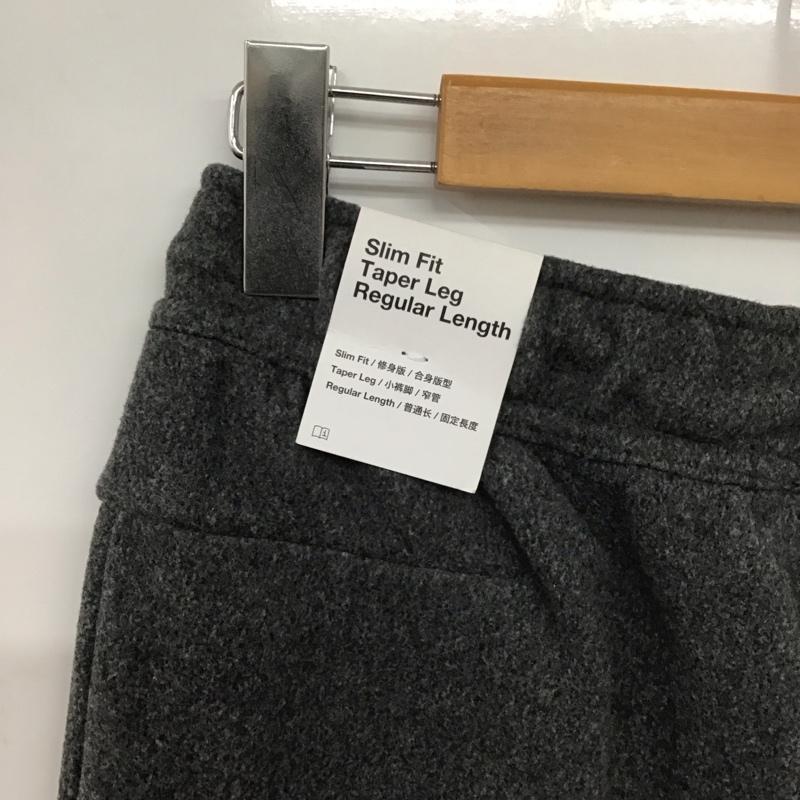 Slim Fit
Taper Leg
Regular Length
Slim Fit / 修身版 / 合身版型
Taper Leg / 小裤脚 / 窄管
Regular Length / 普通长 / 固定長度